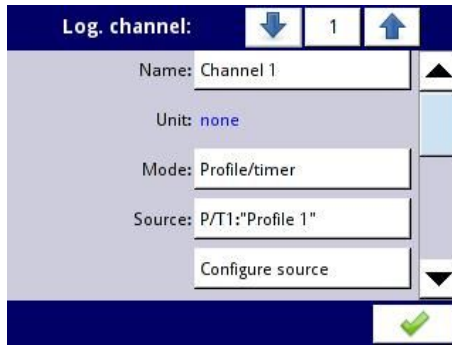 Log. channel: 1
Name: Channel 1
Unit: none
Mode: Profile/timer
Source: P/T1:"Profile 1"
Configure source